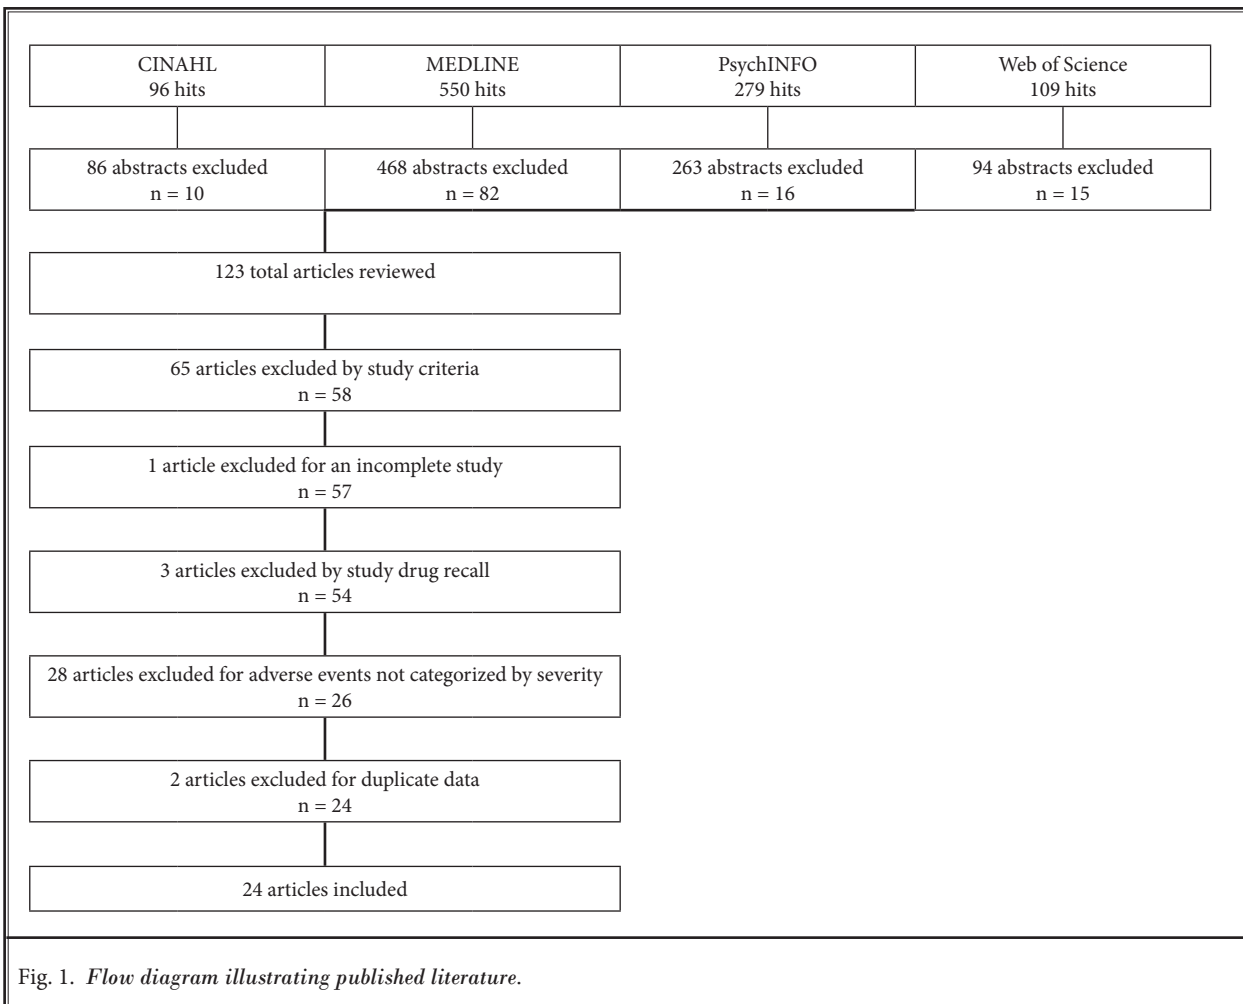 CINAHL
96 hits
MEDLINE
550 hits
PsychINFO
279 hits
Web of Science
109 hits
86 abstracts excluded
n = 10
468 abstracts excluded
n = 82
263 abstracts excluded
n = 16
94 abstracts excluded
n = 15
123 total articles reviewed
65 articles excluded by study criteria
n = 58
1 article excluded for an incomplete study
n = 57
3 articles excluded by study drug recall
n = 54
28 articles excluded for adverse events not categorized by severity
n = 26
2 articles excluded for duplicate data
n = 24
24 articles included
Fig. 1. Flow diagram illustrating published literature.